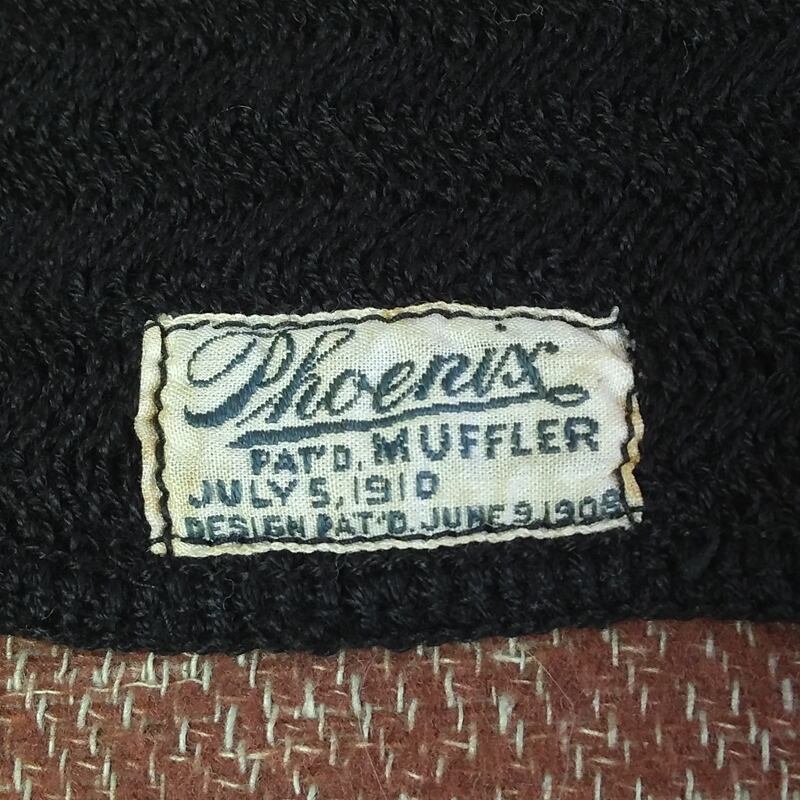 Phoenix
PAT'D. MUFFLER
JULY 5, 1910
DESIGN PAT'D. JUNE 9, 1908